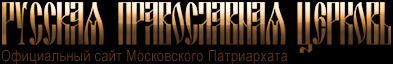 РУССКАЯ ПРАВОСЛАВНАЯ ЦЕРКОВЬ
Официальный сайт Московского Патриархата